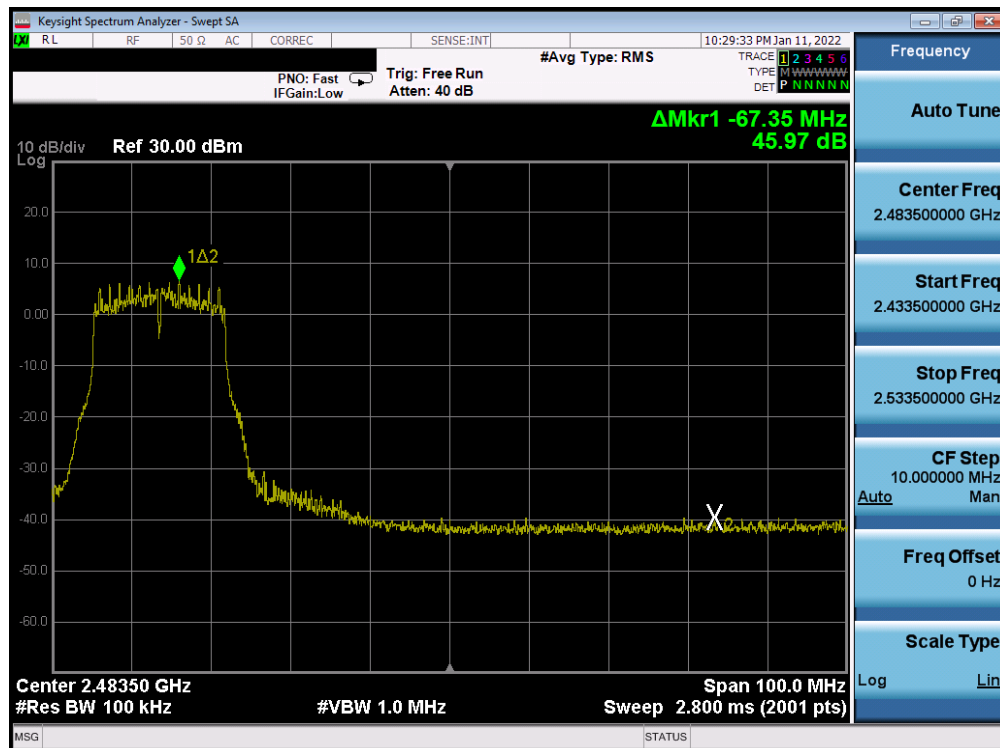 Keysight Spectrum Analyzer - Swept SA
LXI RL RF 50 Ω AC CORREC SENSE:INT 10:29:33 PM Jan 11, 2022
#Avg Type: RMS TRACE 1 2 3 4 5 6
PNO: Fast Trig: Free Run TYPE M WWWWW
IFGain:Low Atten: 40 dB DET P N N N N N
ΔMkr1 -67.35 MHz
45.97 dB
10 dB/div Ref 30.00 dBm
Log
20.0
1Δ2
10.0
0.00
-10.0
-20.0
-30.0
-40.0
X2
-50.0
-60.0
Center 2.48350 GHz Span 100.0 MHz
#Res BW 100 kHz #VBW 1.0 MHz Sweep 2.800 ms (2001 pts)
MSG STATUS
Frequency
Auto Tune
Center Freq
2.483500000 GHz
Start Freq
2.433500000 GHz
Stop Freq
2.533500000 GHz
CF Step
10.000000 MHz
Auto Man
Freq Offset
0 Hz
Scale Type
Log Lin